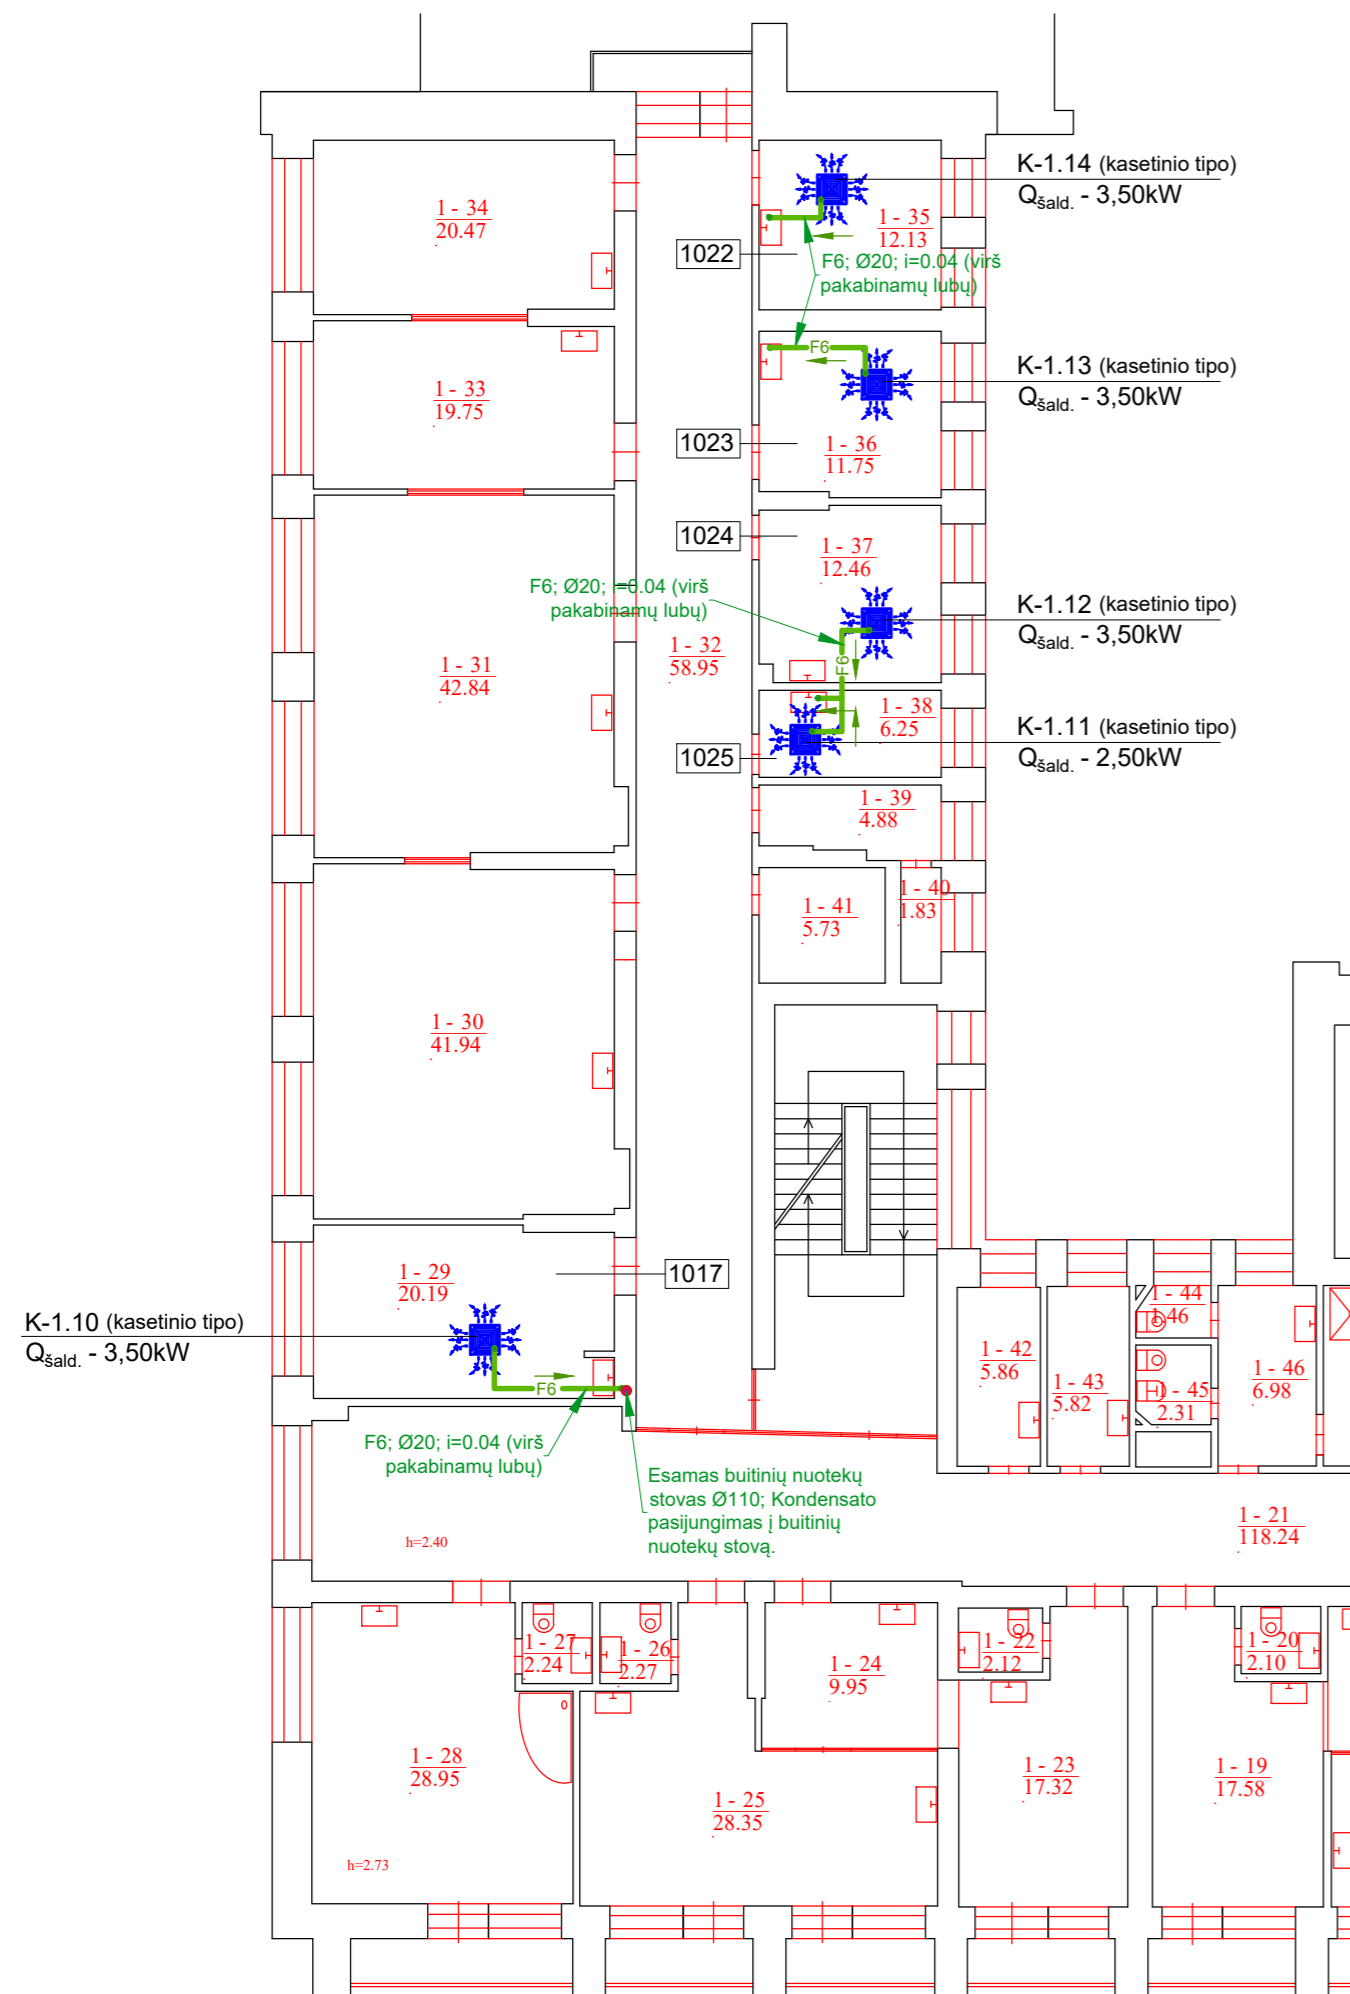 K-1.14 (kasetinio tipo)
Qšald. - 3,50kW
1 - 34
20.47
1 - 35
12.13
1022
F6; Ø20; i=0.04 (virš
pakabinamų lubų)
F6
K-1.13 (kasetinio tipo)
Qšald. - 3,50kW
1 - 33
19.75
1023
1 - 36
11.75
1024
1 - 37
12.46
F6; Ø20; i=0.04 (virš
pakabinamų lubų)
K-1.12 (kasetinio tipo)
Qšald. - 3,50kW
1 - 32
58.95
F6
1 - 31
42.84
1 - 38
6.25
K-1.11 (kasetinio tipo)
Qšald. - 2,50kW
1025
1 - 39
4.88
1 - 40
1.83
1 - 41
5.73
1 - 30
41.94
1017
1 - 29
20.19
K-1.10 (kasetinio tipo)
Qšald. - 3,50kW
F6
1 - 44
1.46
1 - 42
5.86
1 - 43
5.82
1 - 45
2.31
1 - 46
6.98
F6; Ø20; i=0.04 (virš
pakabinamų lubų)
Esamas buitinių nuotekų
stovas Ø110; Kondensato
pasijungimas į buitinių
nuotekų stovą.
h=2.40
1 - 21
118.24
1 - 27
2.24
1 - 26
2.27
1 - 24
9.95
1 - 22
2.12
1 - 20
2.10
1 - 28
28.95
1 - 25
28.35
1 - 23
17.32
1 - 19
17.58
h=2.73